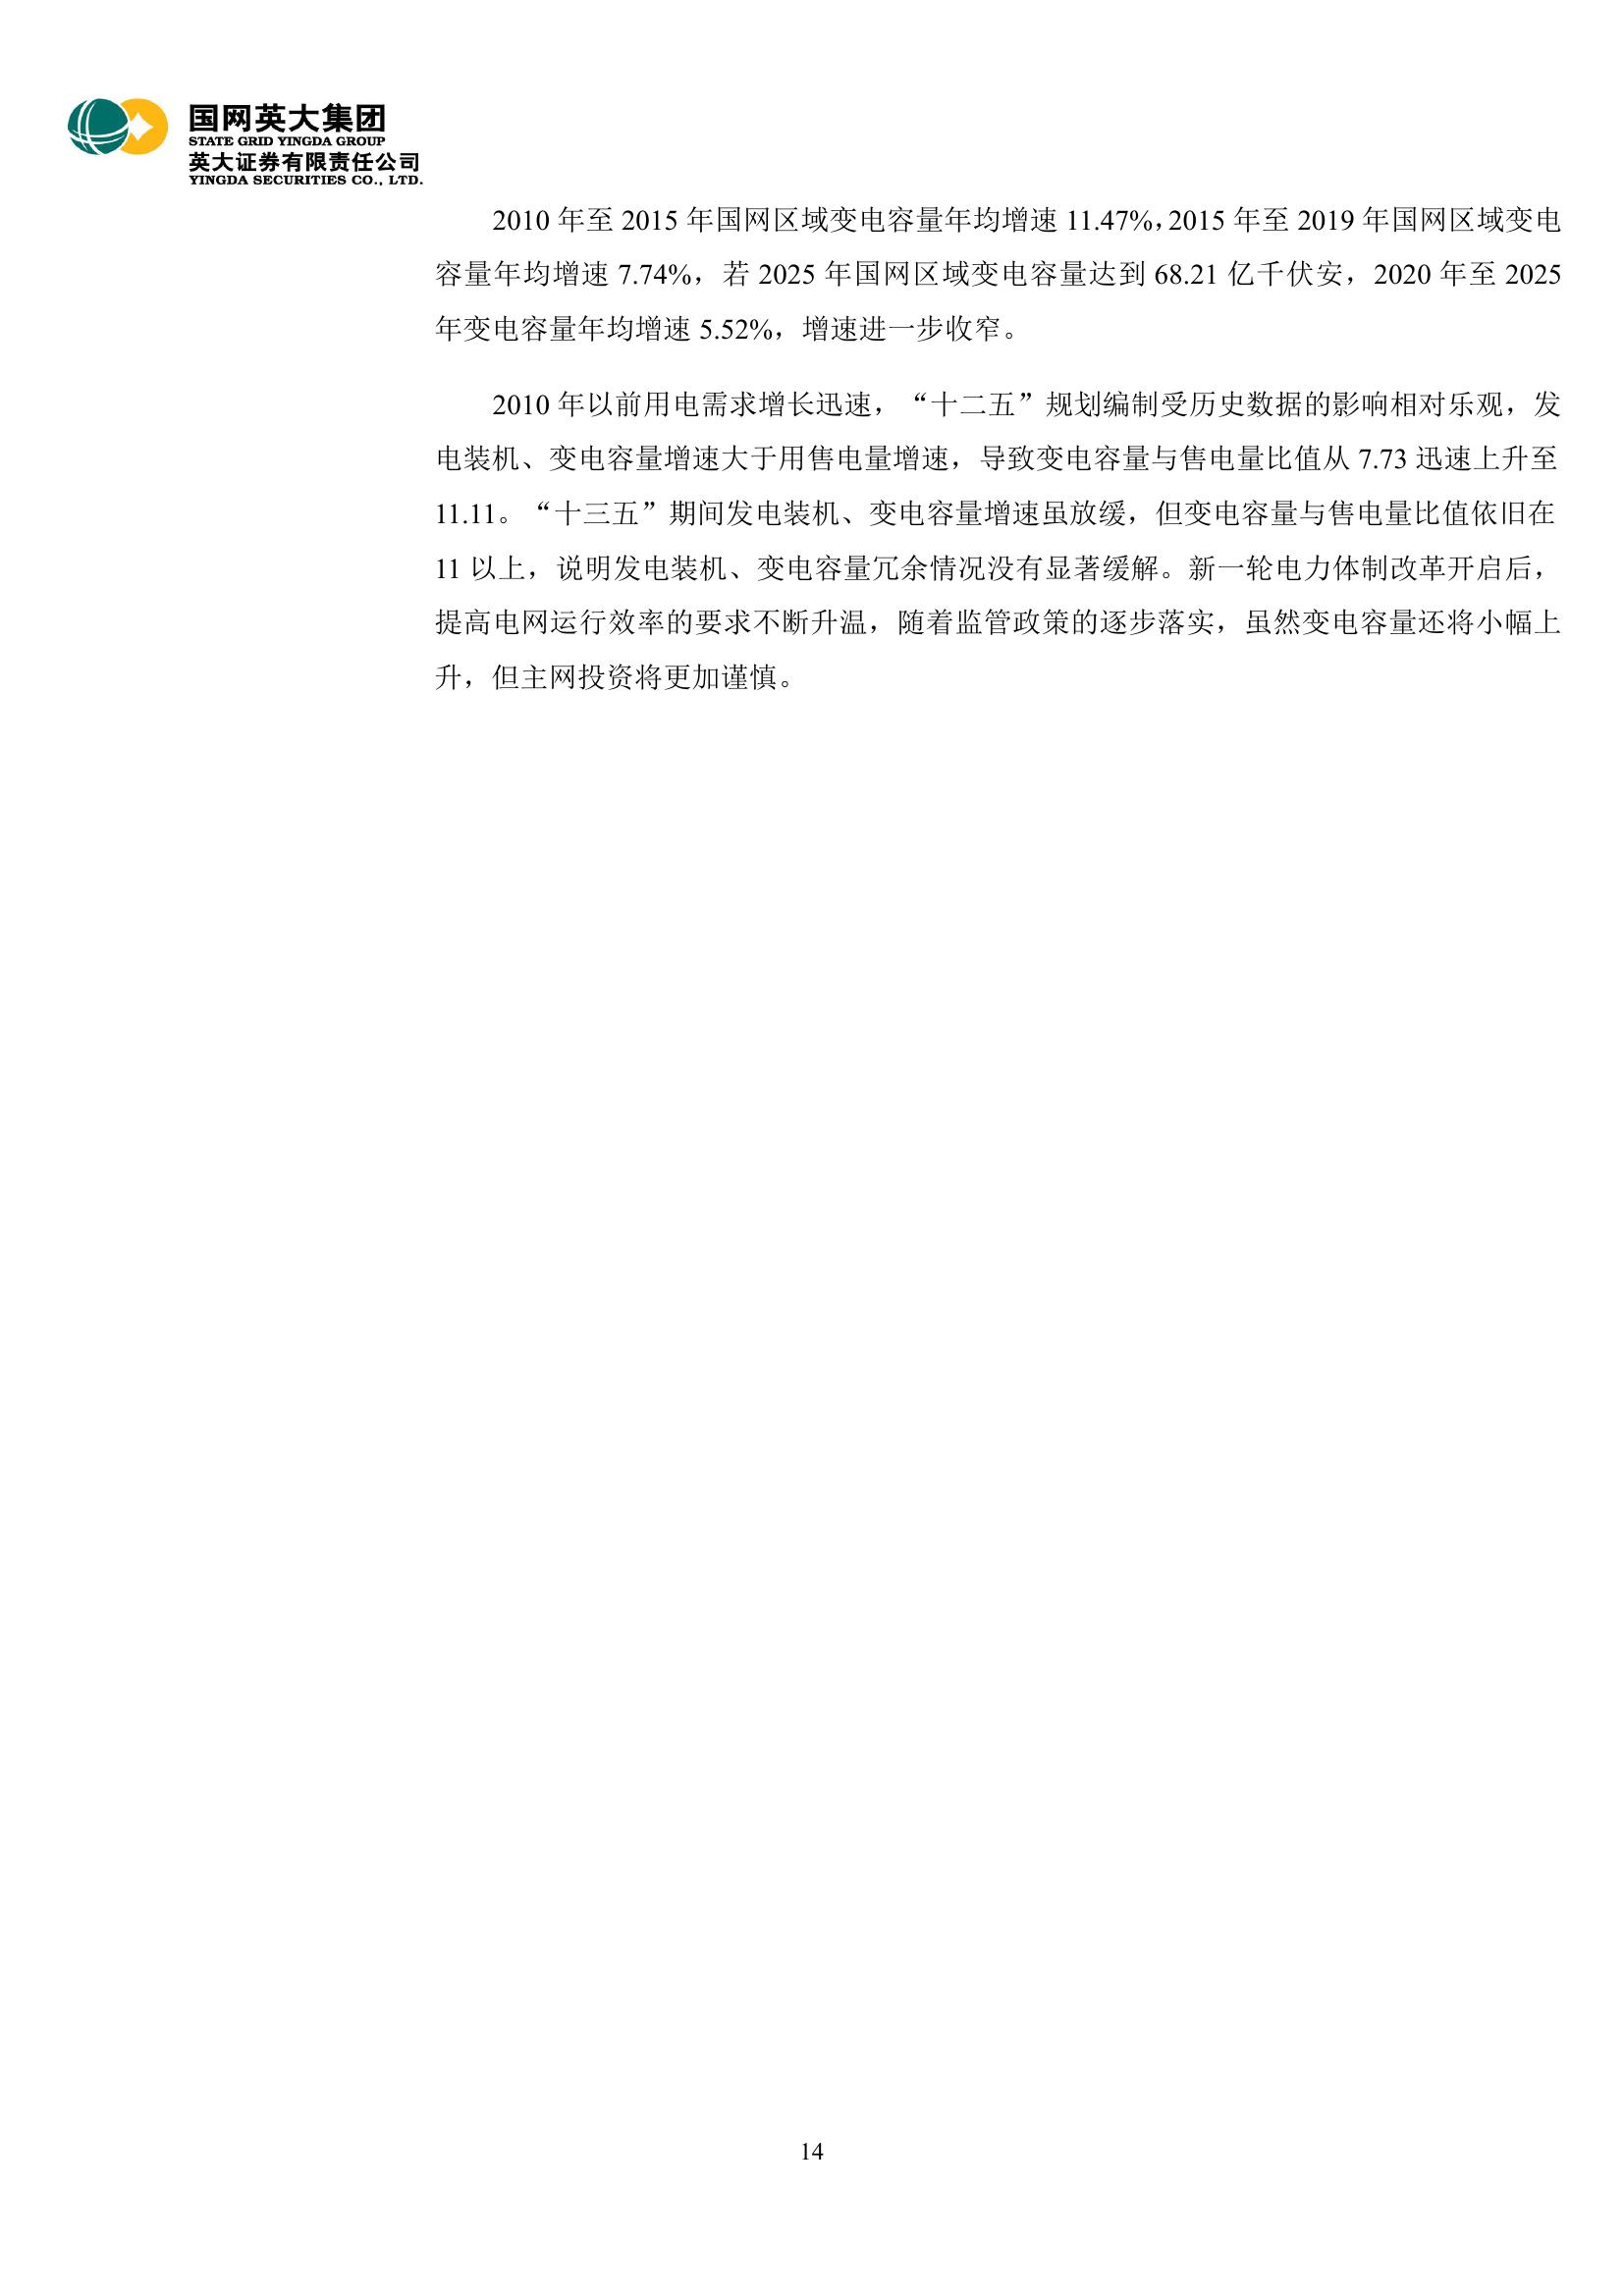 国网英大集团
STATE GRID YINGDA GROUP
英大证券有限责任公司
YINGDA SECURITIES CO., LTD.
2010 年至 2015 年国网区域变电容量年均增速 11.47%，2015 年至 2019 年国网区域变电
容量年均增速 7.74%，若 2025 年国网区域变电容量达到 68.21 亿千伏安，2020 年至 2025
年变电容量年均增速 5.52%，增速进一步收窄。
2010 年以前用电需求增长迅速，“十二五”规划编制受历史数据的影响相对乐观，发
电装机、变电容量增速大于用售电量增速，导致变电容量与售电量比值从 7.73 迅速上升至
11.11。“十三五”期间发电装机、变电容量增速虽放缓，但变电容量与售电量比值依旧在
11 以上，说明发电装机、变电容量冗余情况没有显著缓解。新一轮电力体制改革开启后，
提高电网运行效率的要求不断升温，随着监管政策的逐步落实，虽然变电容量还将小幅上
升，但主网投资将更加谨慎。
14